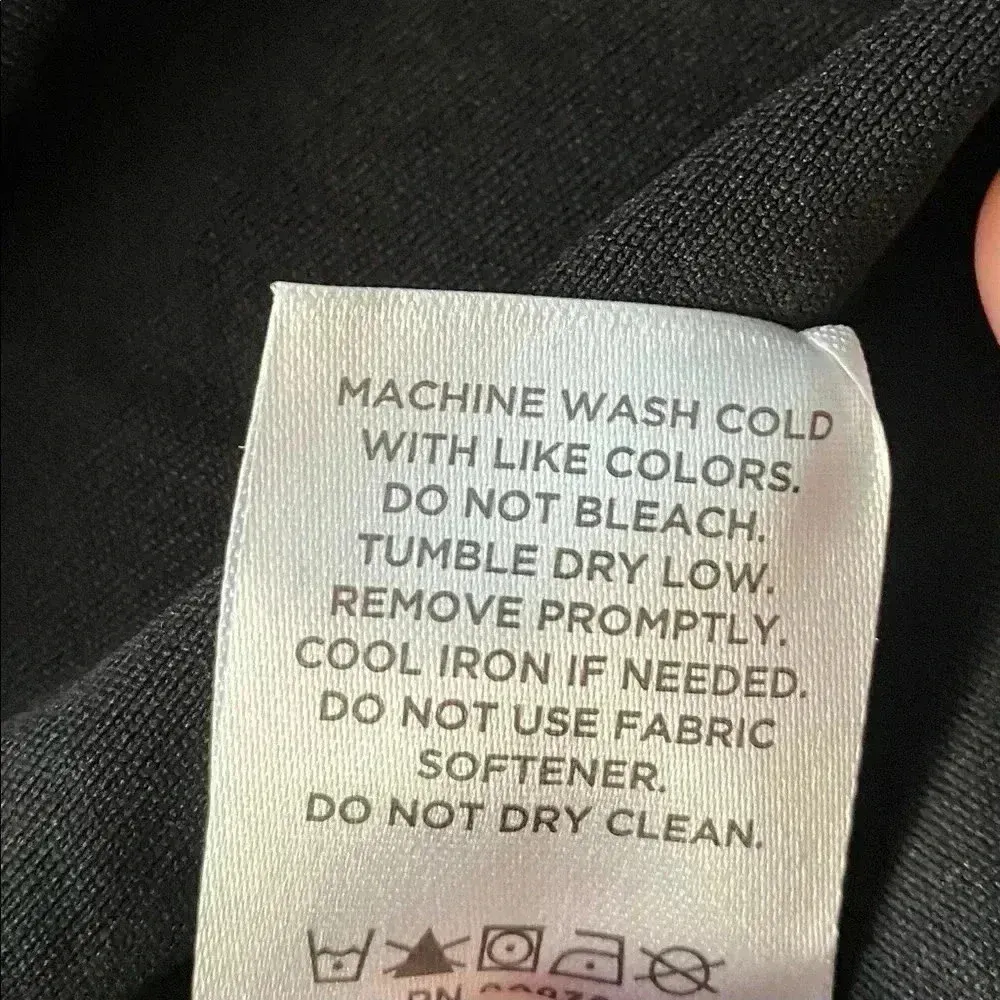 MACHINE WASH COLD
WITH LIKE COLORS.
DO NOT BLEACH.
TUMBLE DRY LOW.
REMOVE PROMPTLY.
COOL IRON IF NEEDED.
DO NOT USE FABRIC
SOFTENER.
DO NOT DRY CLEAN.
RN